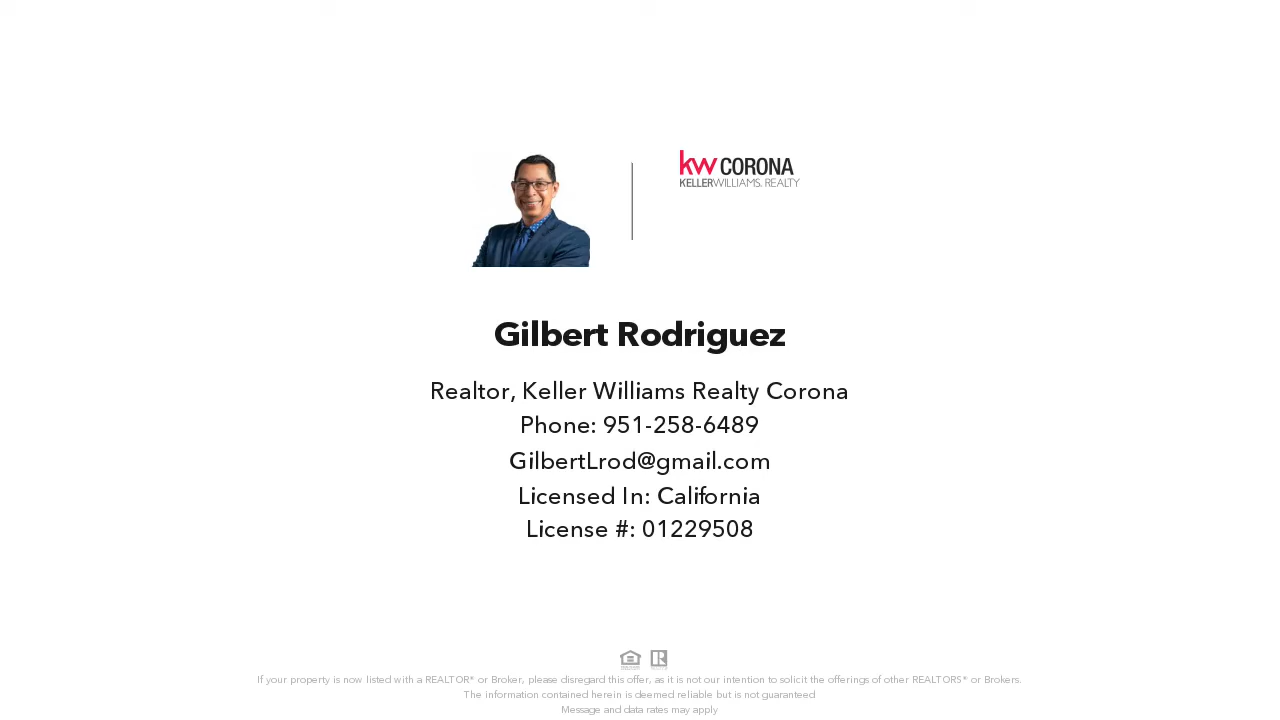 kw CORONA
KELLERWILLIAMS. REALTY
Gilbert Rodriguez
Realtor, Keller Williams Realty Corona
Phone: 951-258-6489
GilbertLrod@gmail.com
Licensed In: California
License #: 01229508
If your property is now listed with a REALTOR® or Broker, please disregard this offer, as it is not our intention to solicit the offerings of other REALTORS® or Brokers.
The information contained herein is deemed reliable but is not guaranteed
Message and data rates may apply